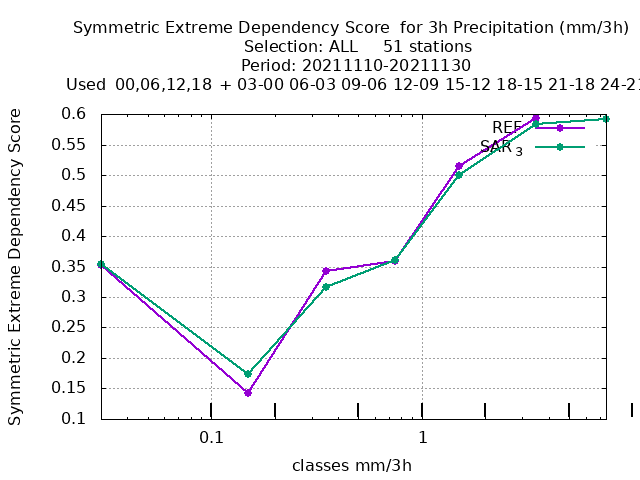 Symmetric Extreme Dependency Score for 3h Precipitation (mm/3h)
Selection: ALL 51 stations
Period: 20211110-20211130
Used 00,06,12,18 + 03-00 06-03 09-06 12-09 15-12 18-15 21-18 24-21
Symmetric Extreme Dependency Score
0.6
0.55
0.5
0.45
0.4
0.35
0.3
0.25
0.2
0.15
0.1
REF
SAR 3
0.1 1
classes mm/3h